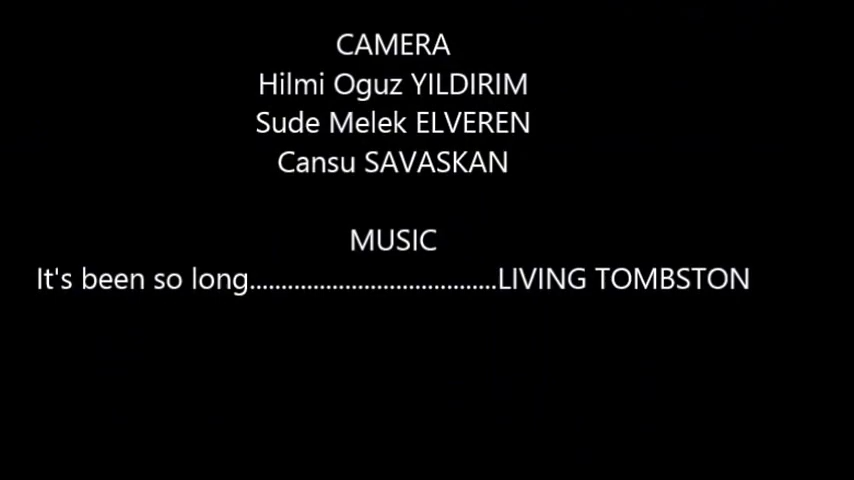 CAMERA
Hilmi Oguz YILDIRIM
Sude Melek ELVEREN
Cansu SAVASKAN
MUSIC
It's been so long.......................................LIVING TOMBSTON